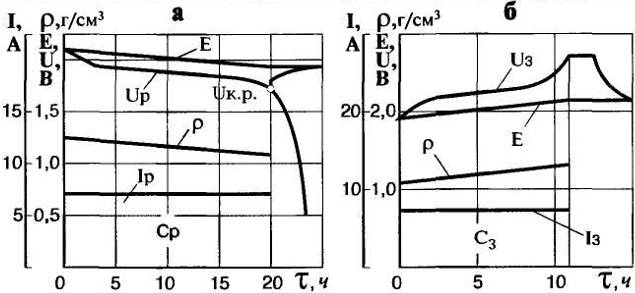 I, ρ, г/см³ а
А Е,
U,
В
E
Uр
Uк.р.
15 1,5
ρ
10 1,0
Iр
5 0,5
Cр
0 5 10 15 20 τ, ч
I, ρ, г/см³ б
А Е,
U,
В
Uз
20 2,0
E
ρ
10 1,0
Cз
Iз
0 5 10 τ, ч